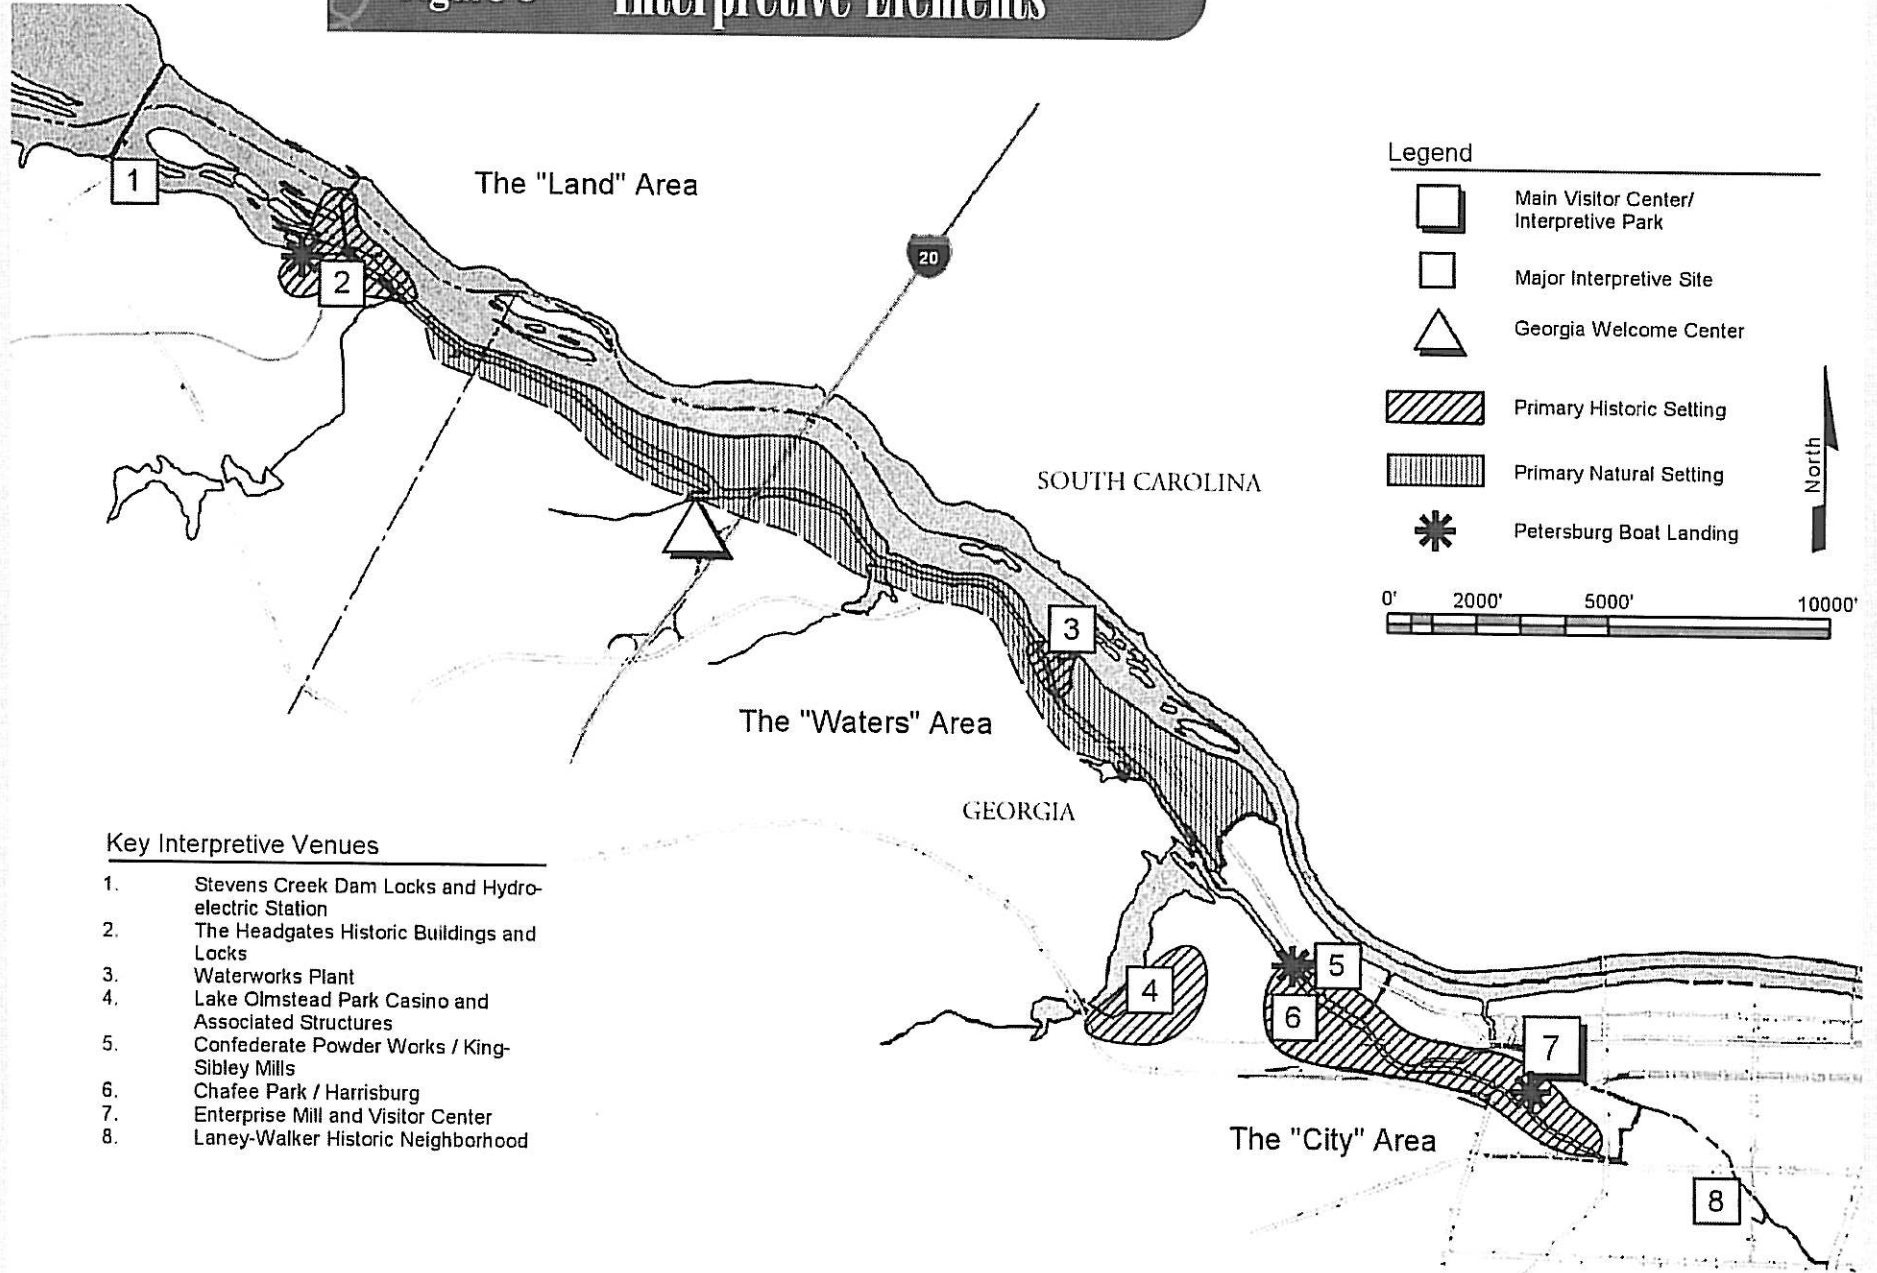 Interpretive Elements
The "Land" Area
20
1
2
SOUTH CAROLINA
3
The "Waters" Area
GEORGIA
4
5
6
7
The "City" Area
8
Legend
Main Visitor Center/
Interpretive Park
Major Interpretive Site
Georgia Welcome Center
Primary Historic Setting
Primary Natural Setting
Petersburg Boat Landing
North
0' 2000' 5000' 10000'
Key Interpretive Venues
1. Stevens Creek Dam Locks and Hydro-
electric Station
2. The Headgates Historic Buildings and
Locks
3. Waterworks Plant
4. Lake Olmstead Park Casino and
Associated Structures
5. Confederate Powder Works / King-
Sibley Mills
6. Chafee Park / Harrisburg
7. Enterprise Mill and Visitor Center
8. Laney-Walker Historic Neighborhood